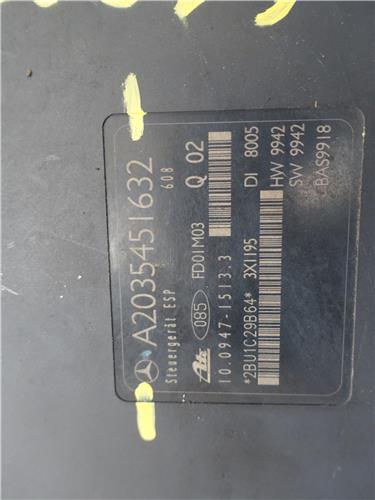 A2035451632
Steuergerät ESP 608
Ate 085 FD01M03 Q 02
10.0947-1513.3 DI 8005
*2BU1C29B64* 3X1195 HW 9942
SW 9942
BAS9918